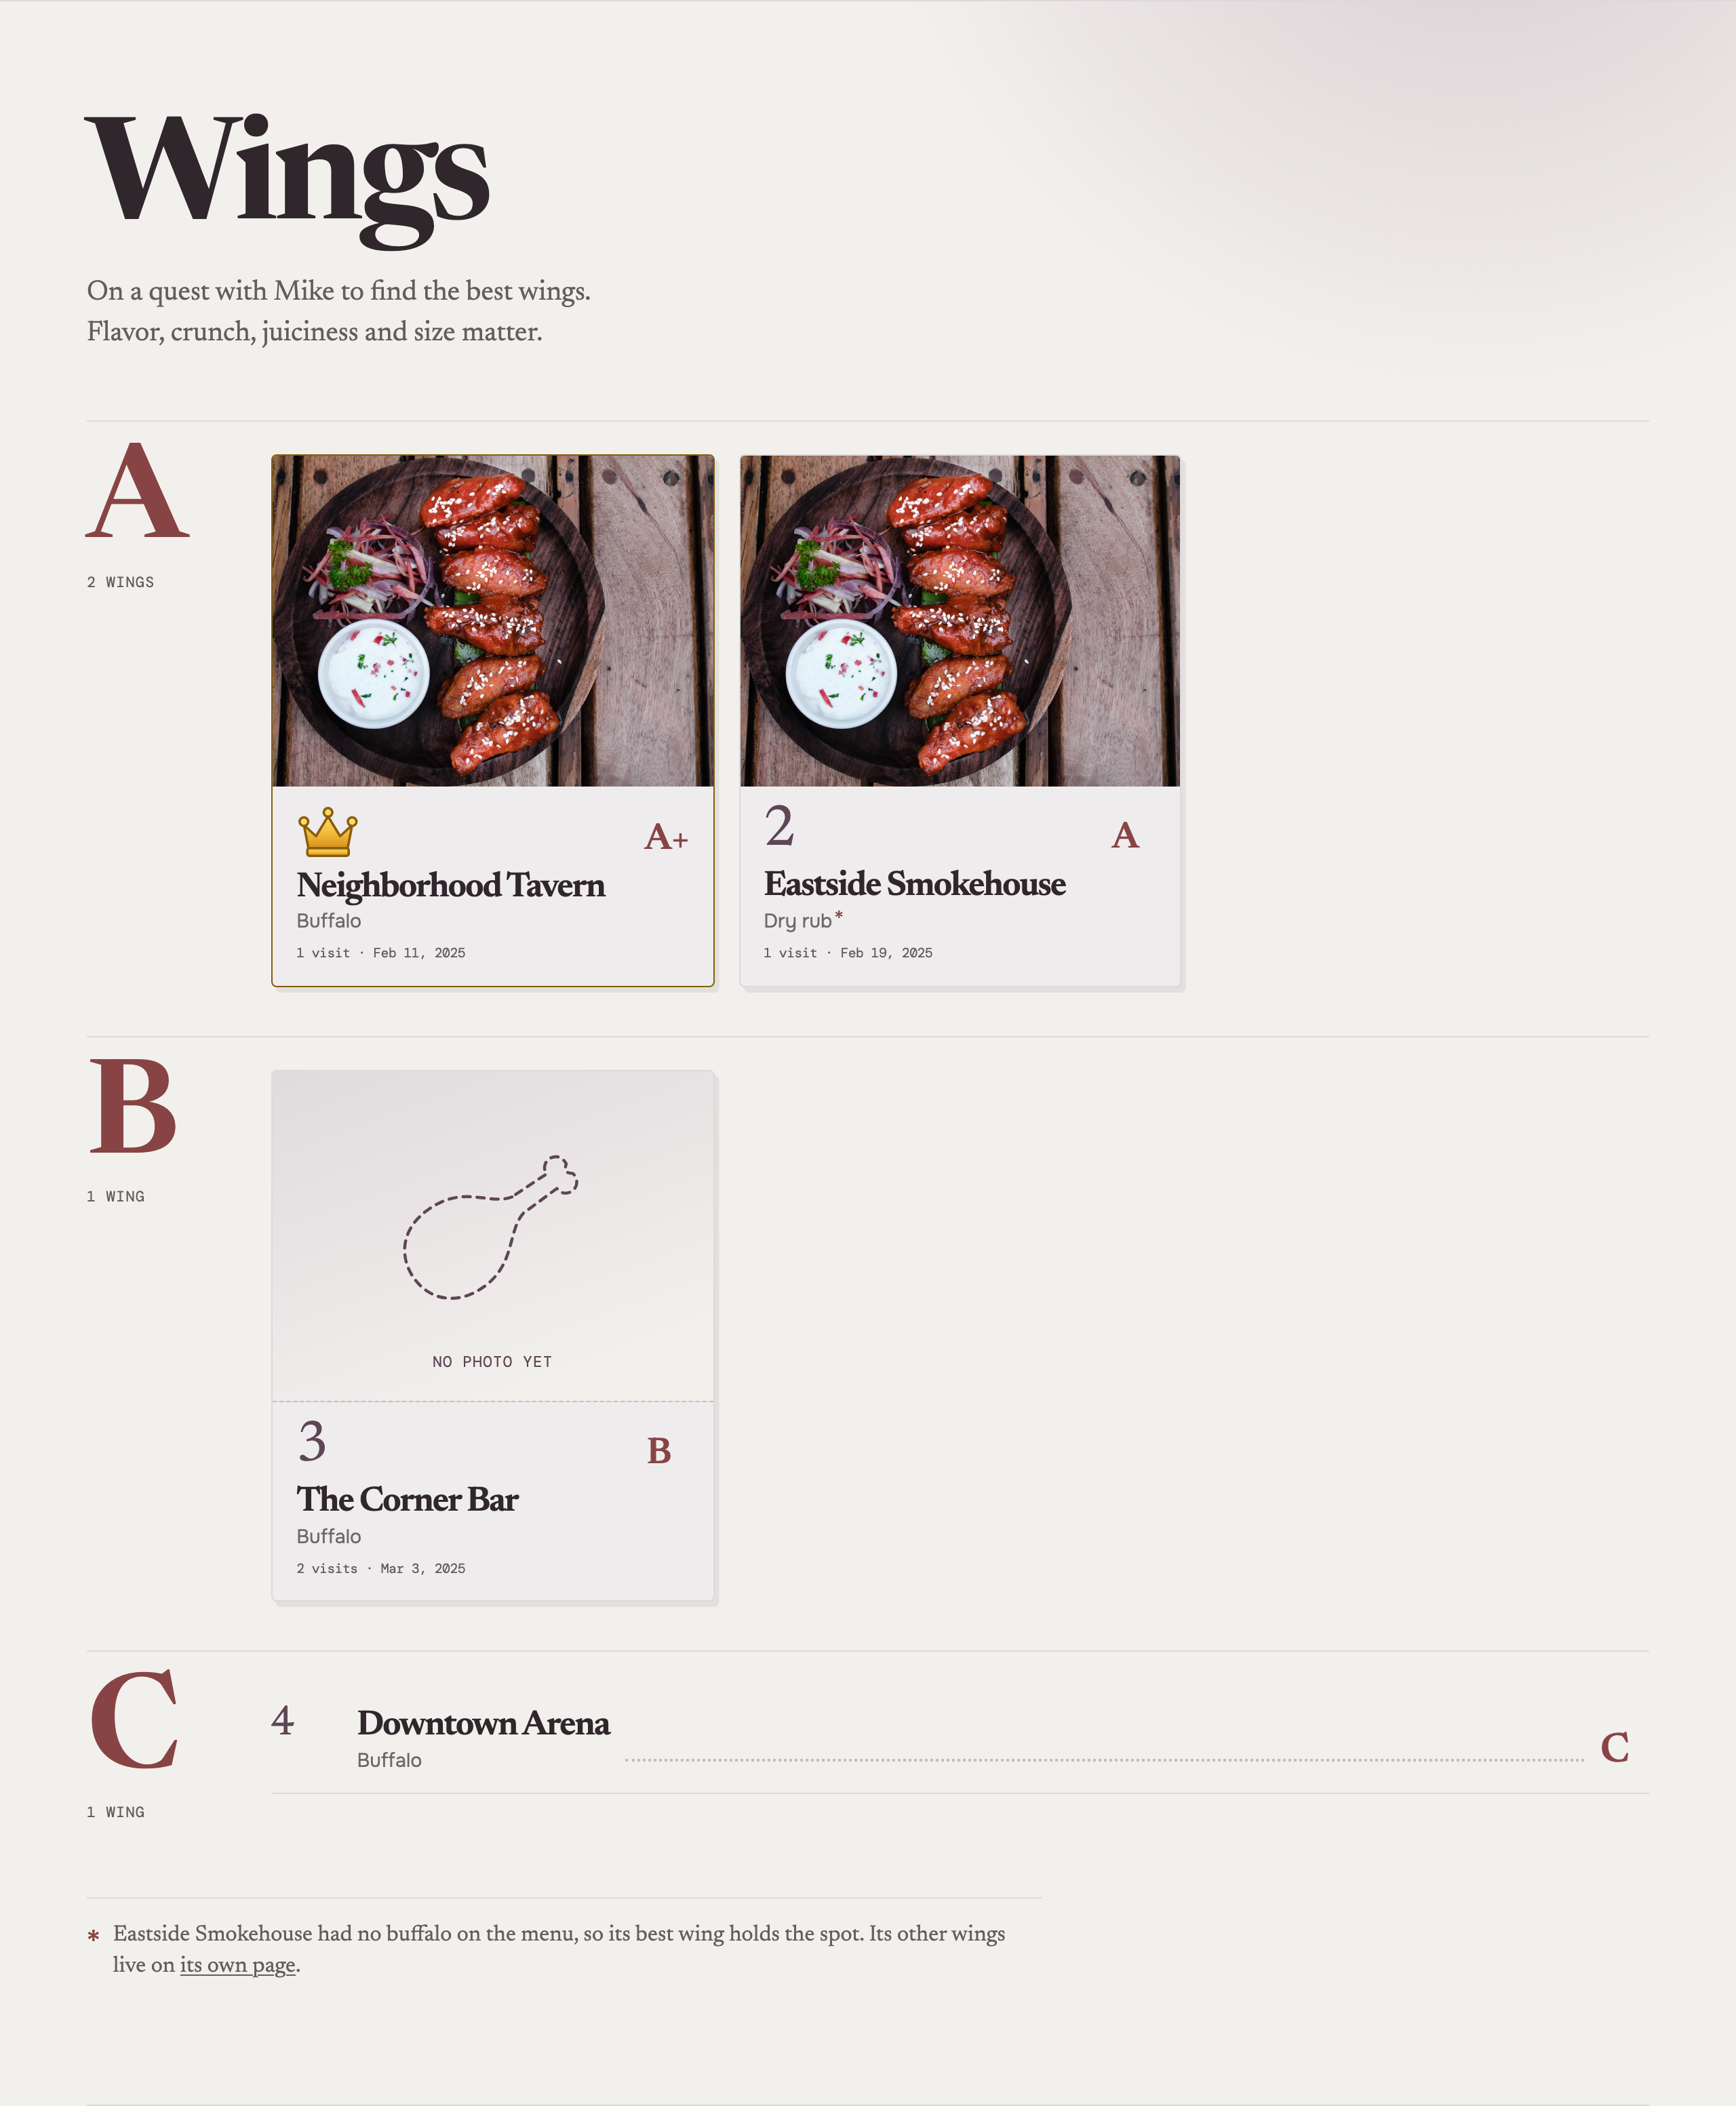 Wings
On a quest with Mike to find the best wings.
Flavor, crunch, juiciness and size matter.
A
2 WINGS
A+
Neighborhood Tavern
Buffalo
1 visit · Feb 11, 2025
2
A
Eastside Smokehouse
Dry rub*
1 visit · Feb 19, 2025
B
1 WING
NO PHOTO YET
3
B
The Corner Bar
Buffalo
2 visits · Mar 3, 2025
C
1 WING
4
Downtown Arena
Buffalo
C
* Eastside Smokehouse had no buffalo on the menu, so its best wing holds the spot. Its other wings
live on its own page.